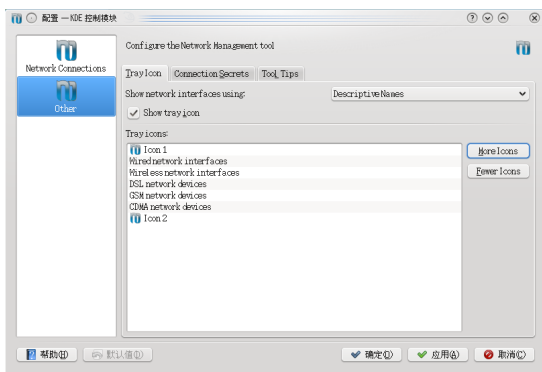 配置 — KDE 控制模块
Network Connections
Other
Configure the Network Management tool
Tray Icon
Connection Secrets
Tool Tips
Show network interfaces using:
Descriptive Names
Show tray icon
Tray icons:
Icon 1
Wired network interfaces
Wireless network interfaces
DSL network devices
GSM network devices
CDMA network devices
Icon 2
More Icons
Fewer Icons
帮助(H)
默认值(D)
确定(O)
应用(A)
取消(C)